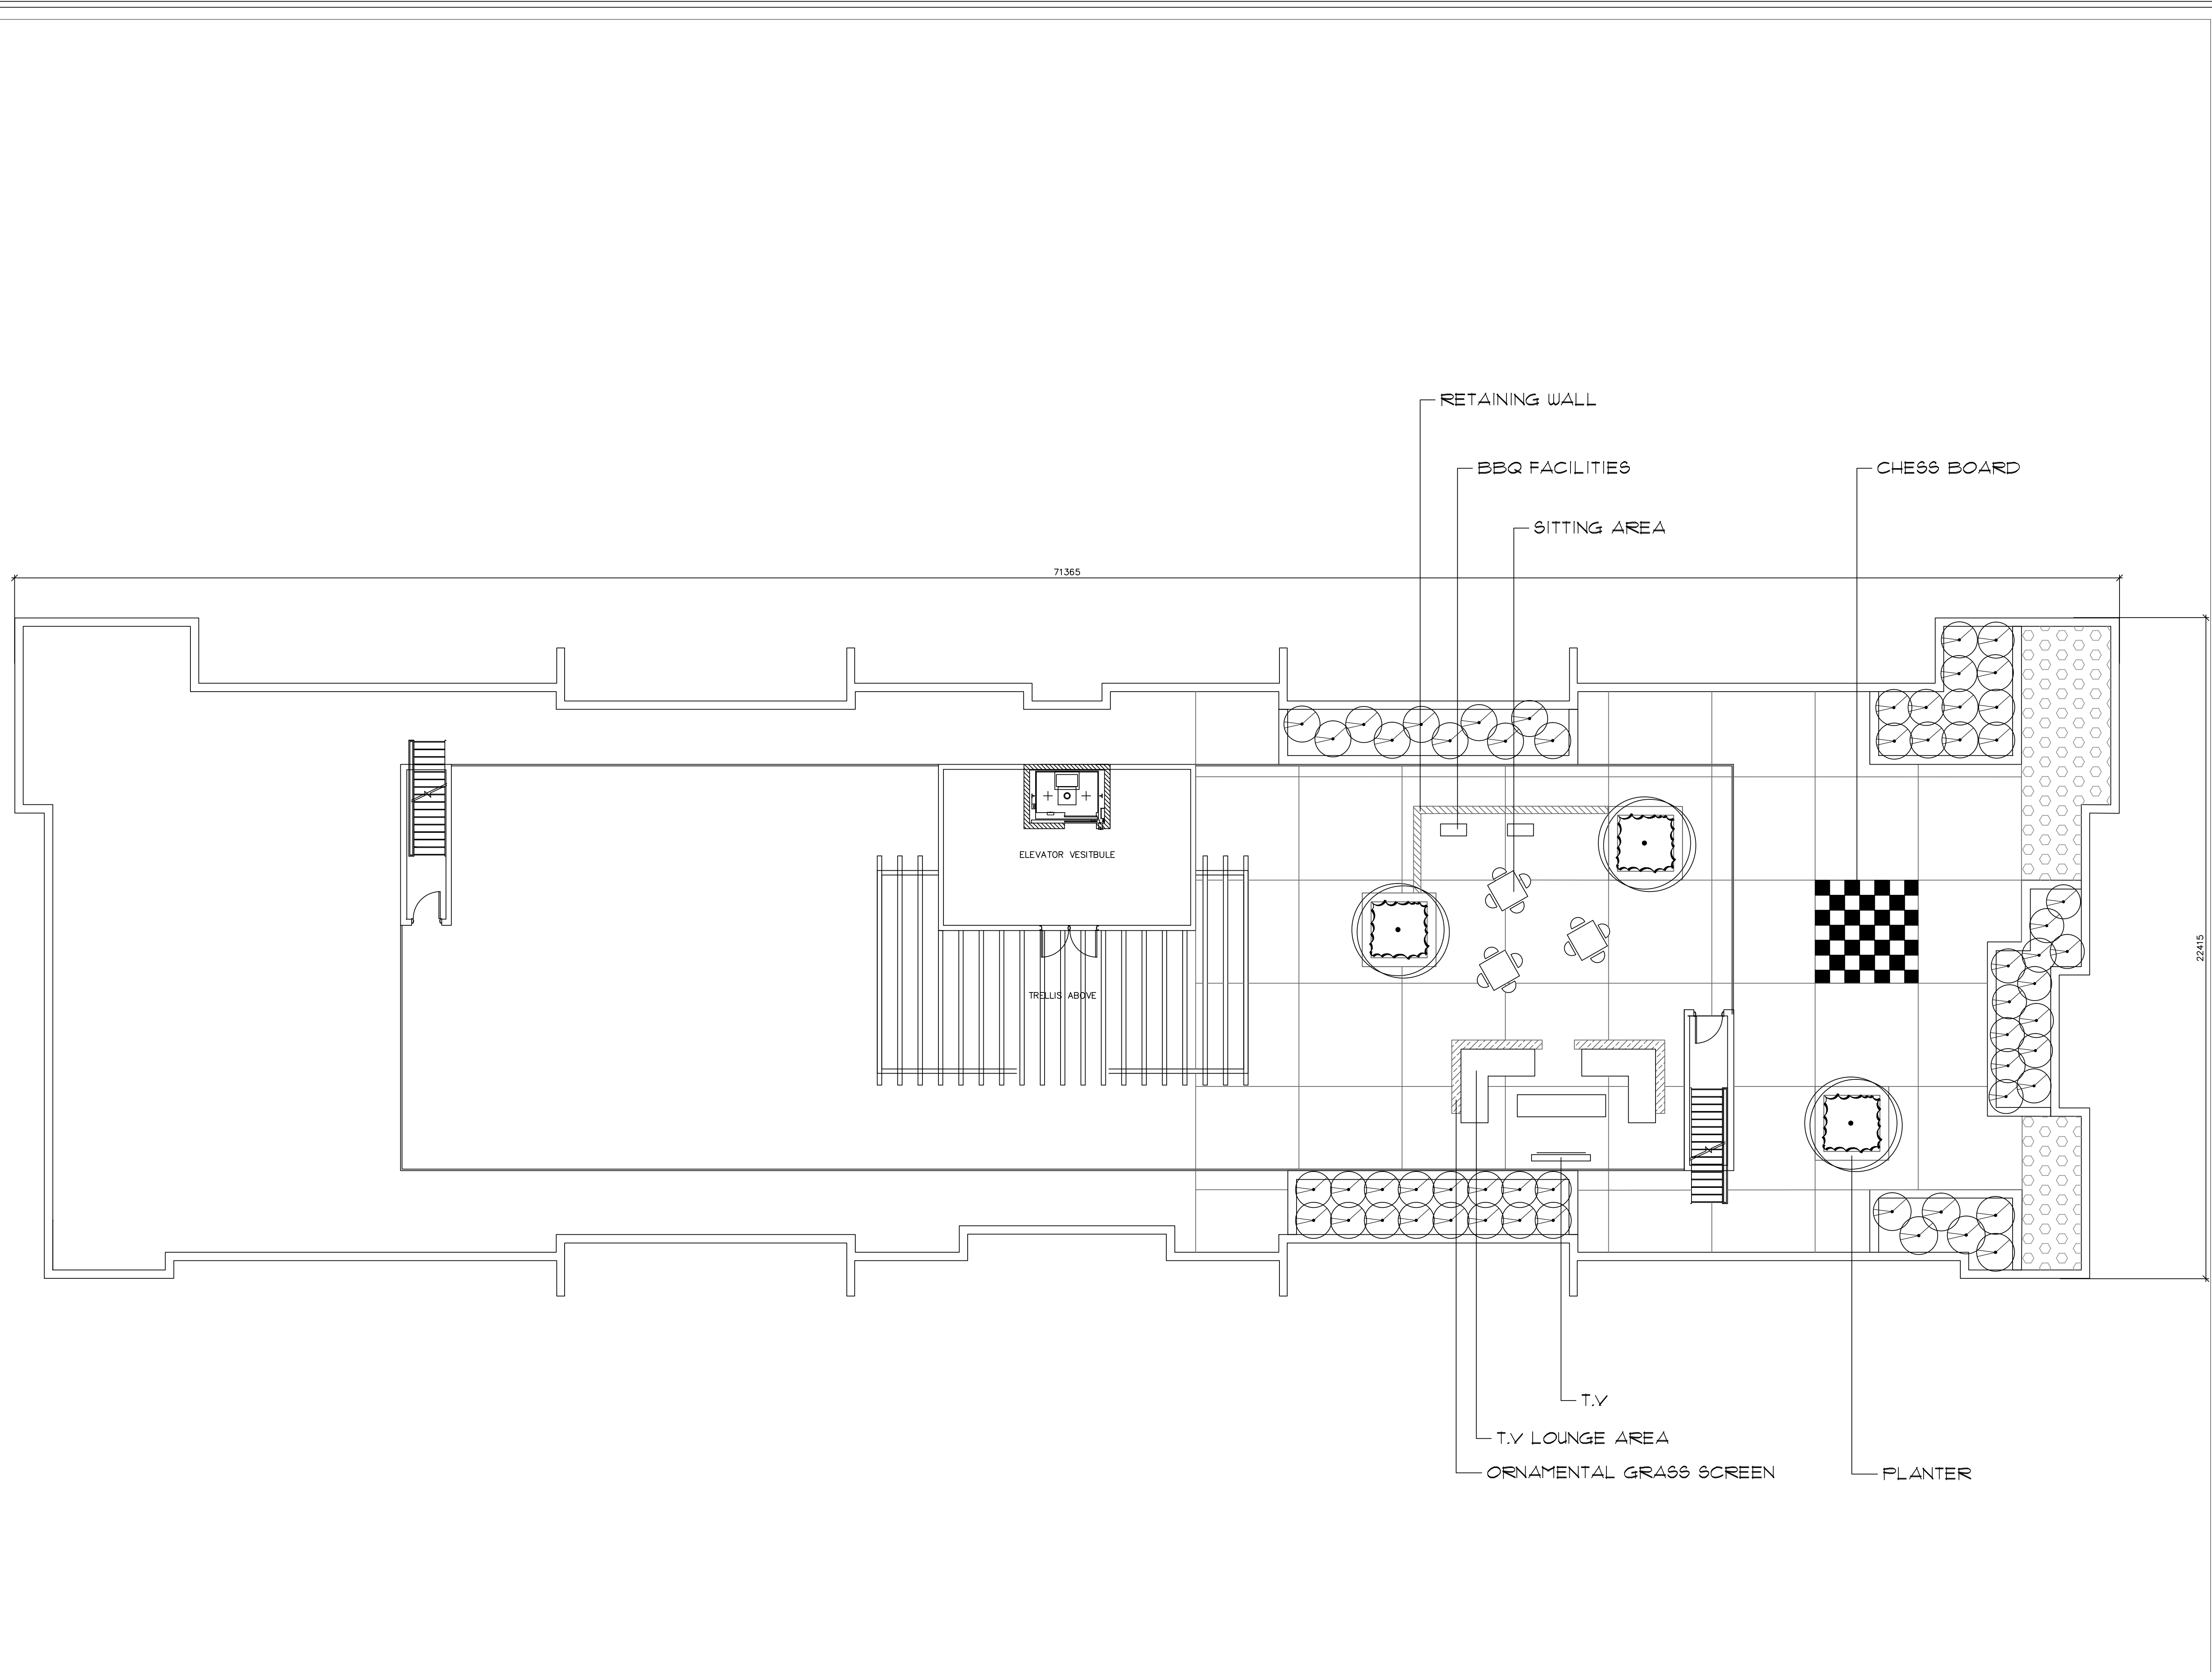 RETAINING WALL
BBQ FACILITIES
CHESS BOARD
SITTING AREA
71365
ELEVATOR VESITBULE
22415
TRELLIS ABOVE
T.V
T.V LOUNGE AREA
ORNAMENTAL GRASS SCREEN
PLANTER